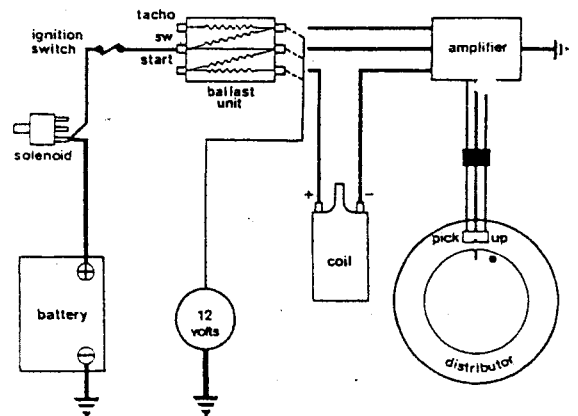 tacho
ignition
switch
sw
start
ballast
unit
amplifier
solenoid
+
−
pick up
coil
battery
12
volts
distributor